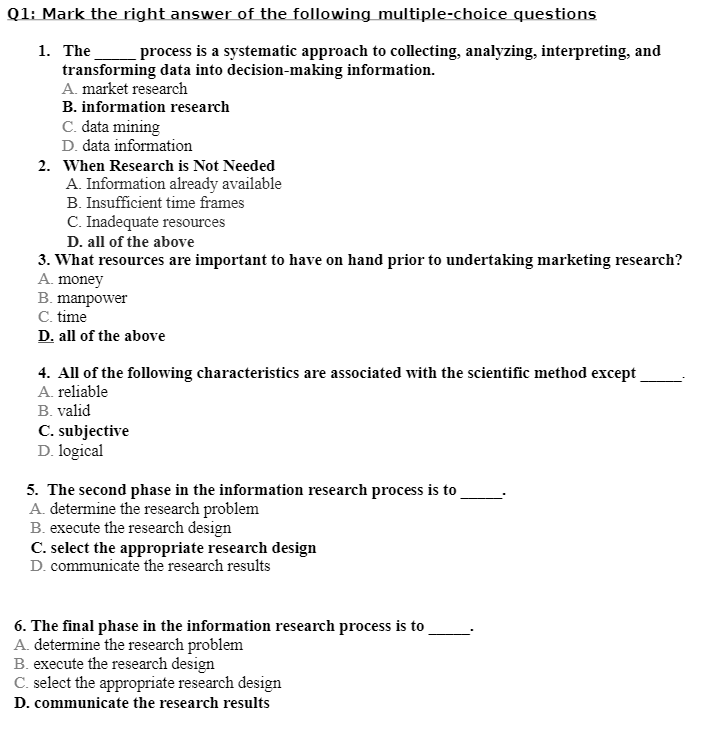 Q1: Mark the right answer of the following multiple-choice questions
1. The _____ process is a systematic approach to collecting, analyzing, interpreting, and
transforming data into decision-making information.
A. market research
B. information research
C. data mining
D. data information
2. When Research is Not Needed
A. Information already available
B. Insufficient time frames
C. Inadequate resources
D. all of the above
3. What resources are important to have on hand prior to undertaking marketing research?
A. money
B. manpower
C. time
D. all of the above
4. All of the following characteristics are associated with the scientific method except _____.
A. reliable
B. valid
C. subjective
D. logical
5. The second phase in the information research process is to _____.
A. determine the research problem
B. execute the research design
C. select the appropriate research design
D. communicate the research results
6. The final phase in the information research process is to _____.
A. determine the research problem
B. execute the research design
C. select the appropriate research design
D. communicate the research results